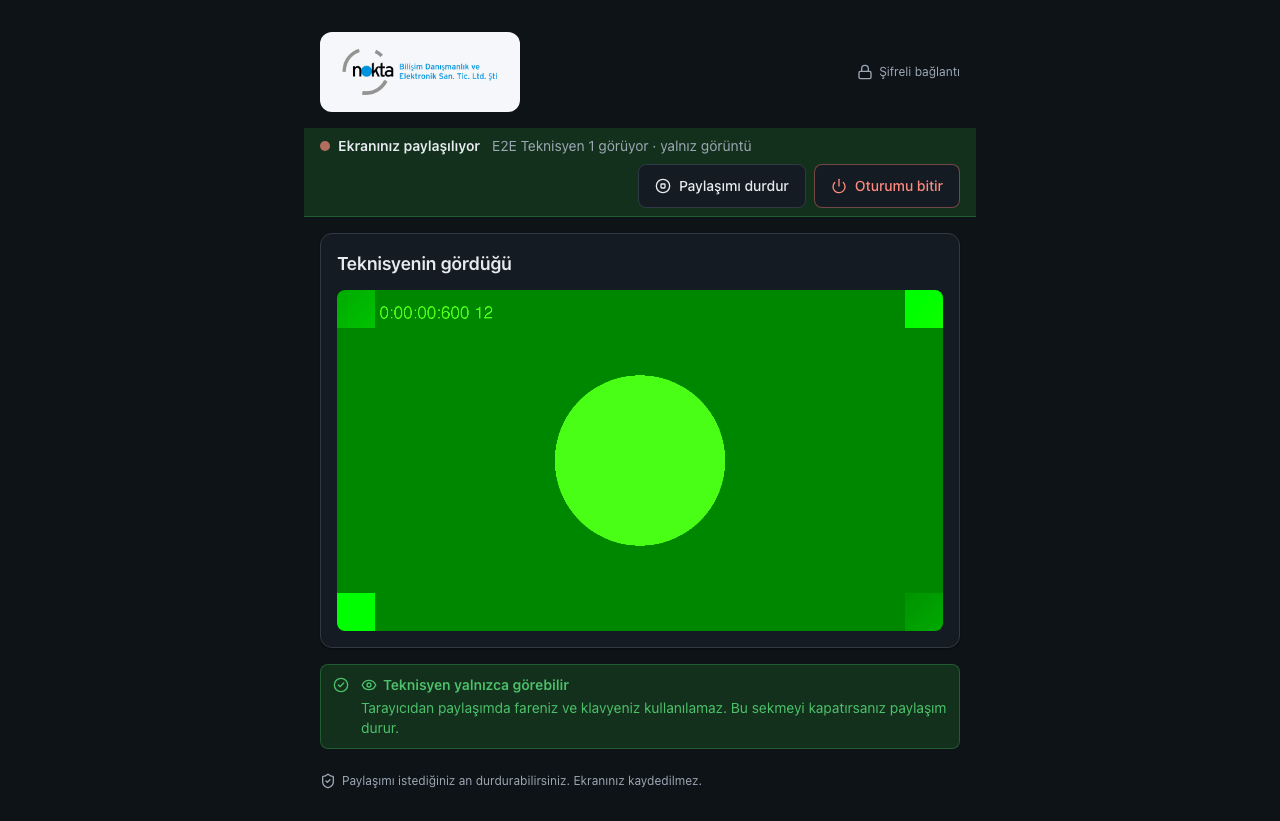 nokta Bilişim Danışmanlık ve
Elektronik San. Tic. Ltd. Şti
Şifreli bağlantı
Ekranınız paylaşılıyor E2E Teknisyen 1 görüyor · yalnız görüntü
Paylaşımı durdur
Oturumu bitir
Teknisyenin gördüğü
0:00:00:600 12
Teknisyen yalnızca görebilir
Tarayıcıdan paylaşımda fareniz ve klavyeniz kullanılamaz. Bu sekmeyi kapatırsanız paylaşım
durur.
Paylaşımı istediğiniz an durdurabilirsiniz. Ekranınız kaydedilmez.